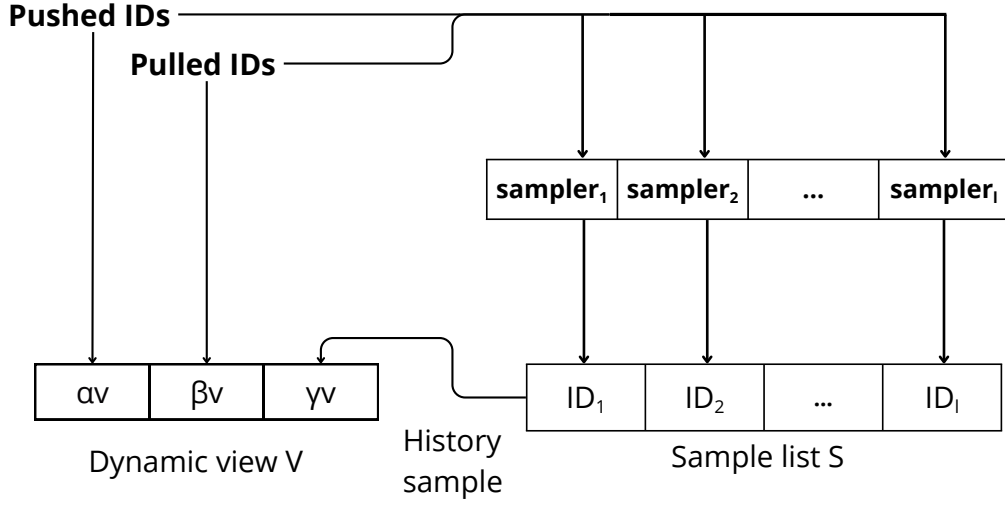 Pushed IDs
Pulled IDs
sampler₁ sampler₂ ... samplerₗ
αv βv γv
ID₁ ID₂ ... IDₗ
Dynamic view V
History
sample
Sample list S